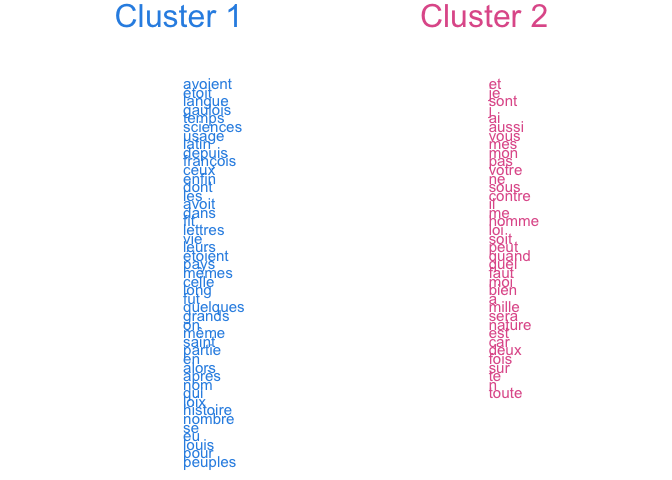 Cluster 1
Cluster 2
avojent
étoit
langue
gaulois
temps
sciences
usage
latin
depuis
françois
ceux
enfin
dont
les
avoit
dans
fit
lettres
vie
leurs
étoient
pays
mêmes
celle
long
fut
quelques
grands
on
même
saint
partie
en
alors
après
nom
qui
loix
histoire
nombre
se
eu
louis
pour
peuples
et
je
sont
j
ai
aussi
vous
mes
mon
pas
votre
ne
sous
contre
il
me
homme
loi
soit
peut
quand
quel
faut
moi
bien
a
mille
sera
nature
est
car
deux
fois
sur
te
n
toute